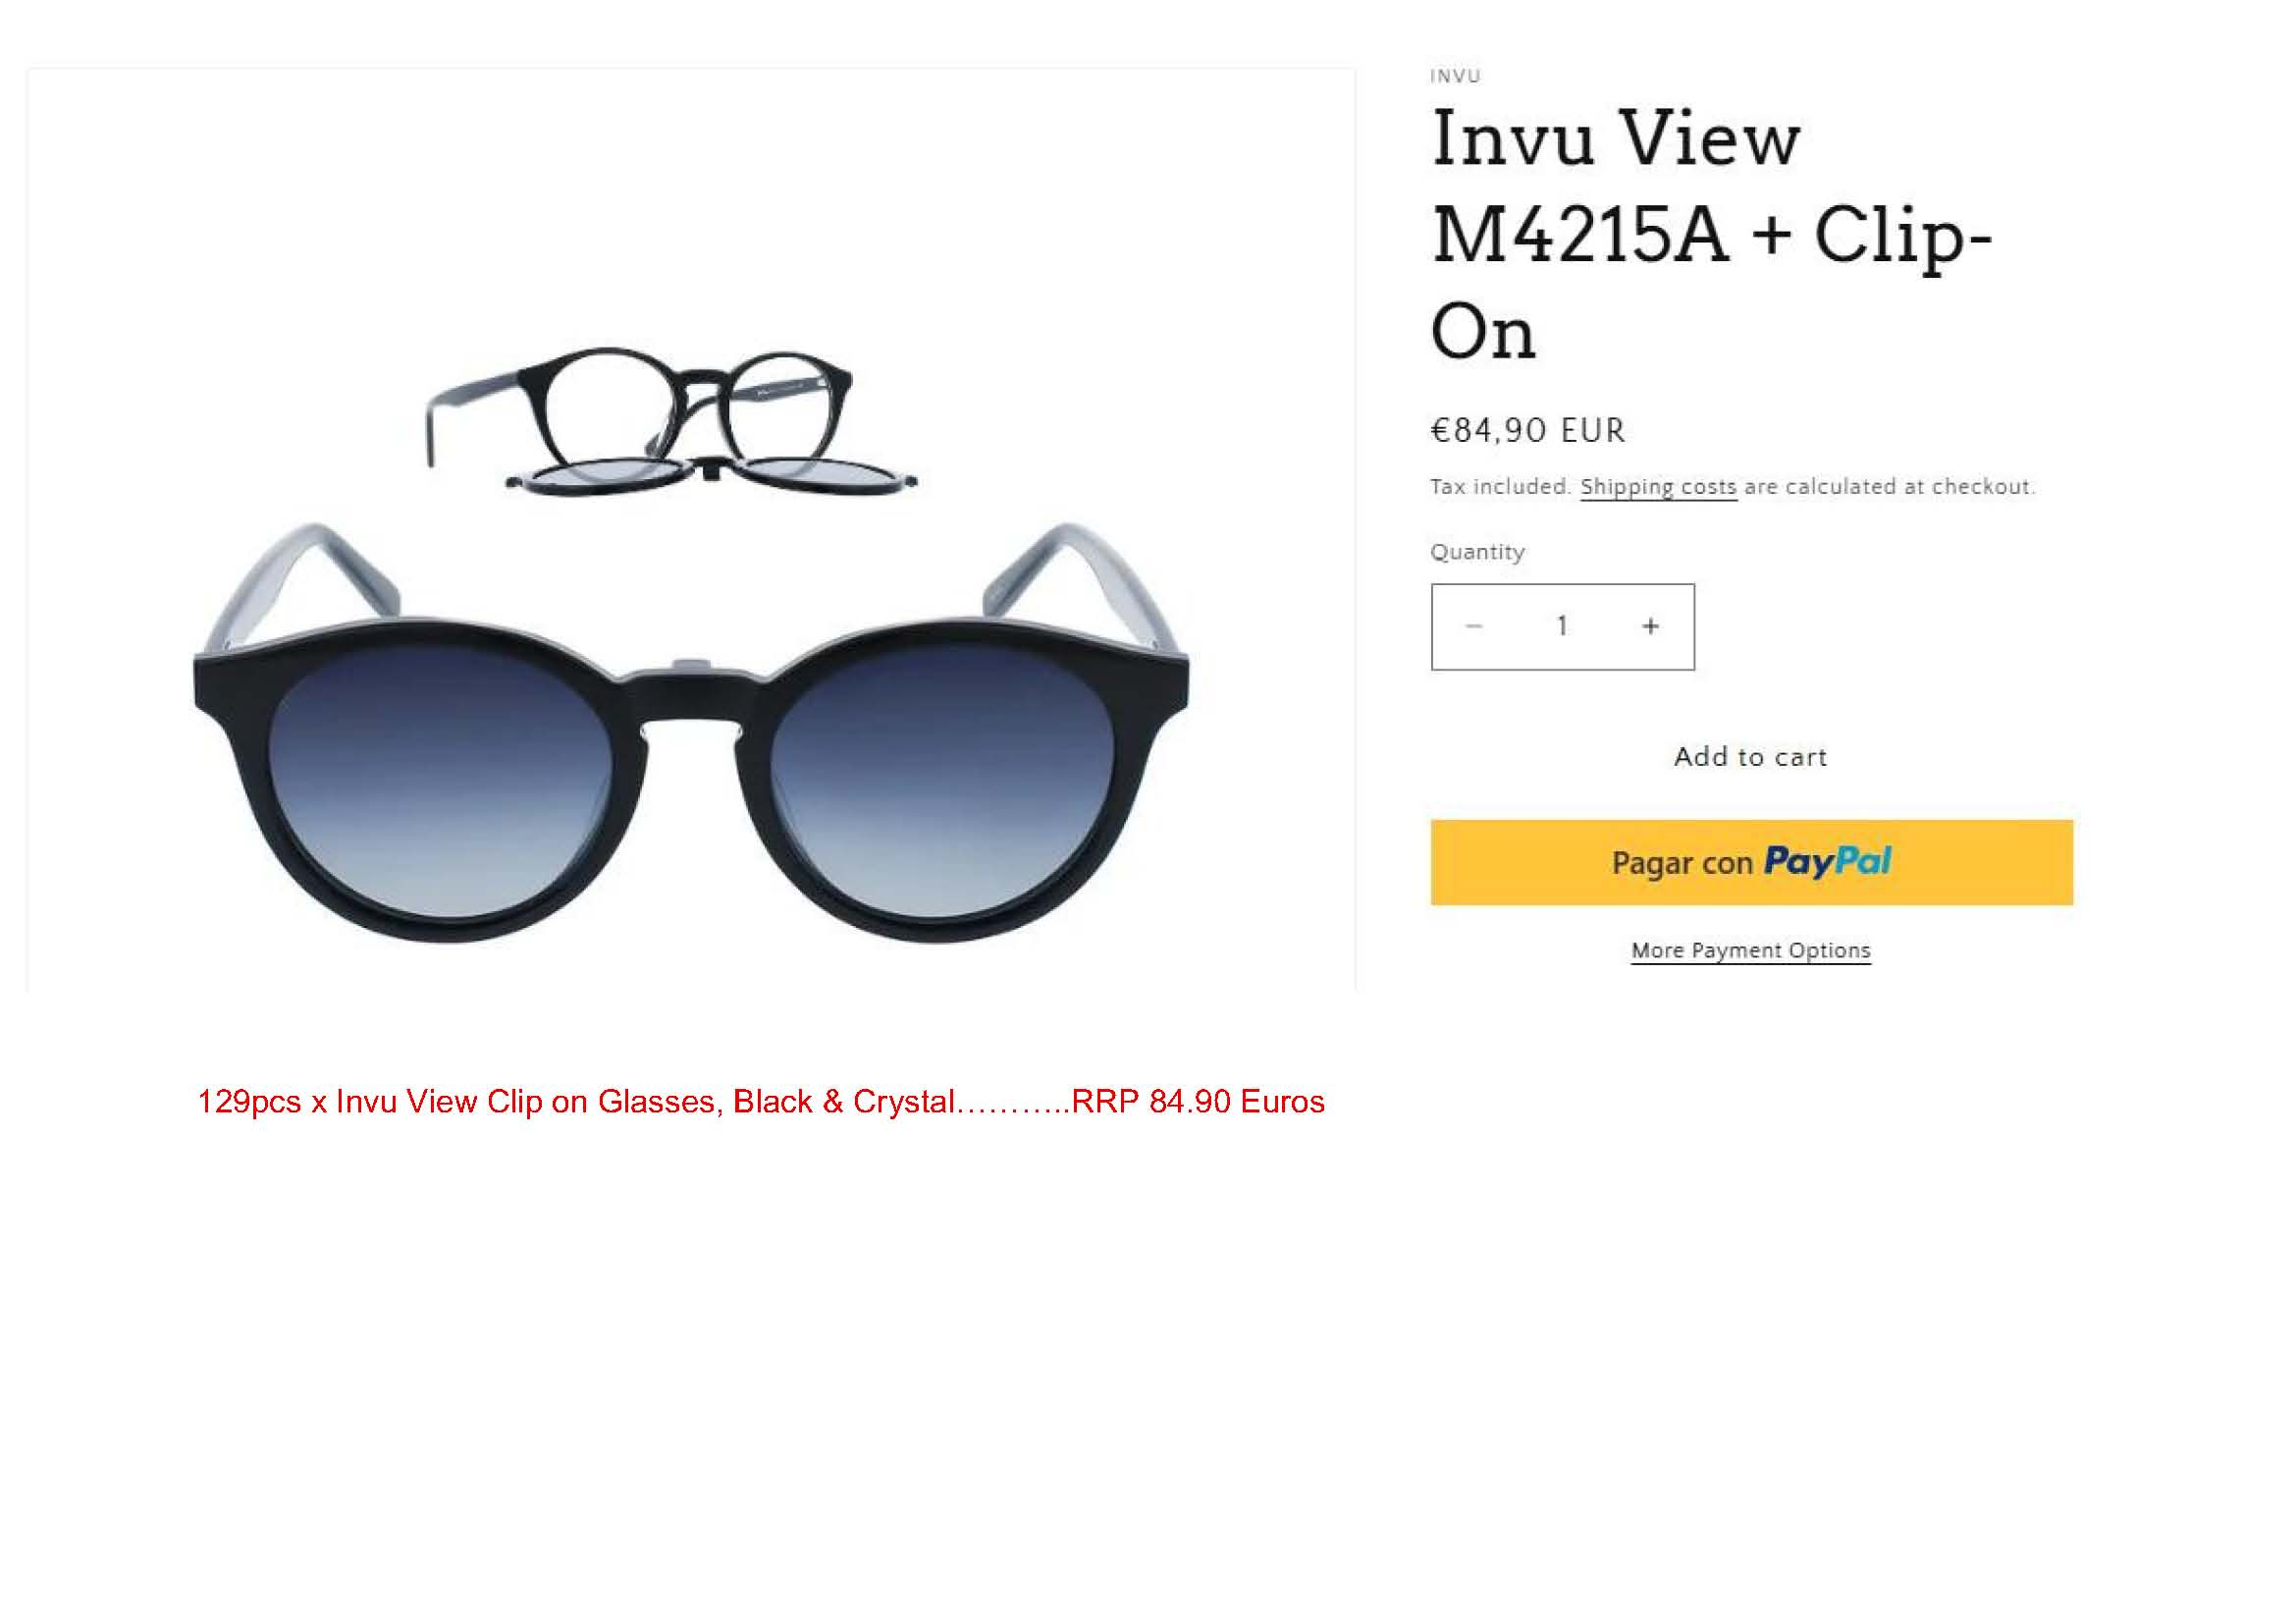 INVU
Invu View
M4215A + Clip-
On
€84,90 EUR
Tax included. Shipping costs are calculated at checkout.
Quantity
− 1 +
Add to cart
Pagar con PayPal
More Payment Options
129pcs x Invu View Clip on Glasses, Black & Crystal………..RRP 84.90 Euros